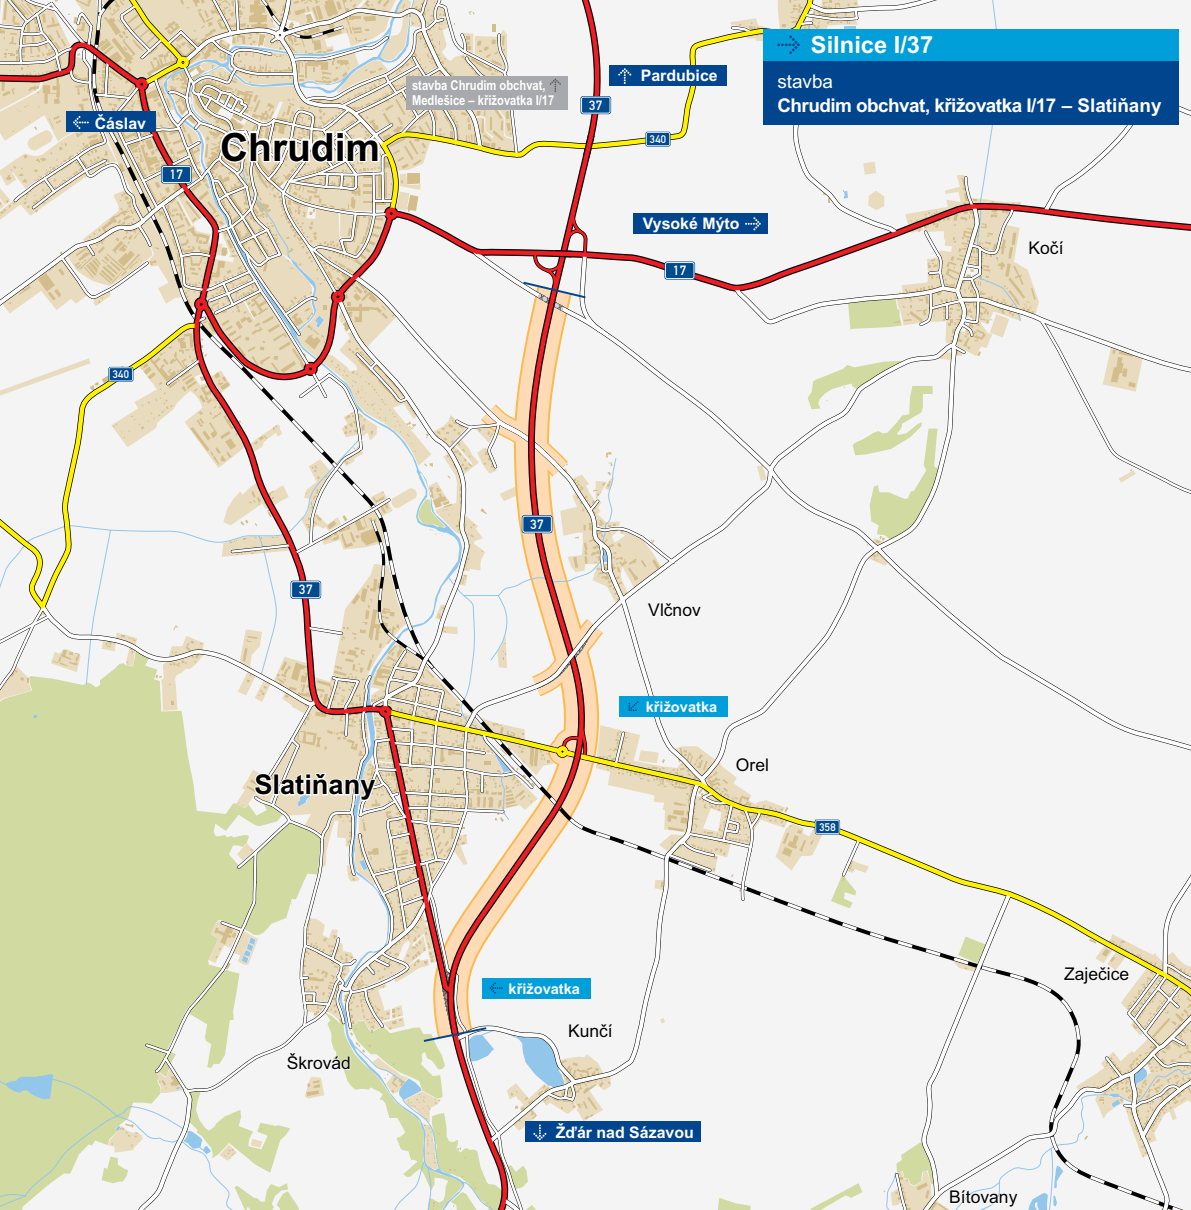 Silnice I/37
stavba
Chrudim obchvat, křižovatka I/17 – Slatiňany
Pardubice
stavba Chrudim obchvat,
Medlešice – křižovatka I/17
37
Čáslav
340
Chrudim
17
Vysoké Mýto
Kočí
17
340
37
37
Vlčnov
křižovatka
Orel
Slatiňany
358
Zaječice
křižovatka
Kunčí
Škrovád
Žďár nad Sázavou
Bítovany